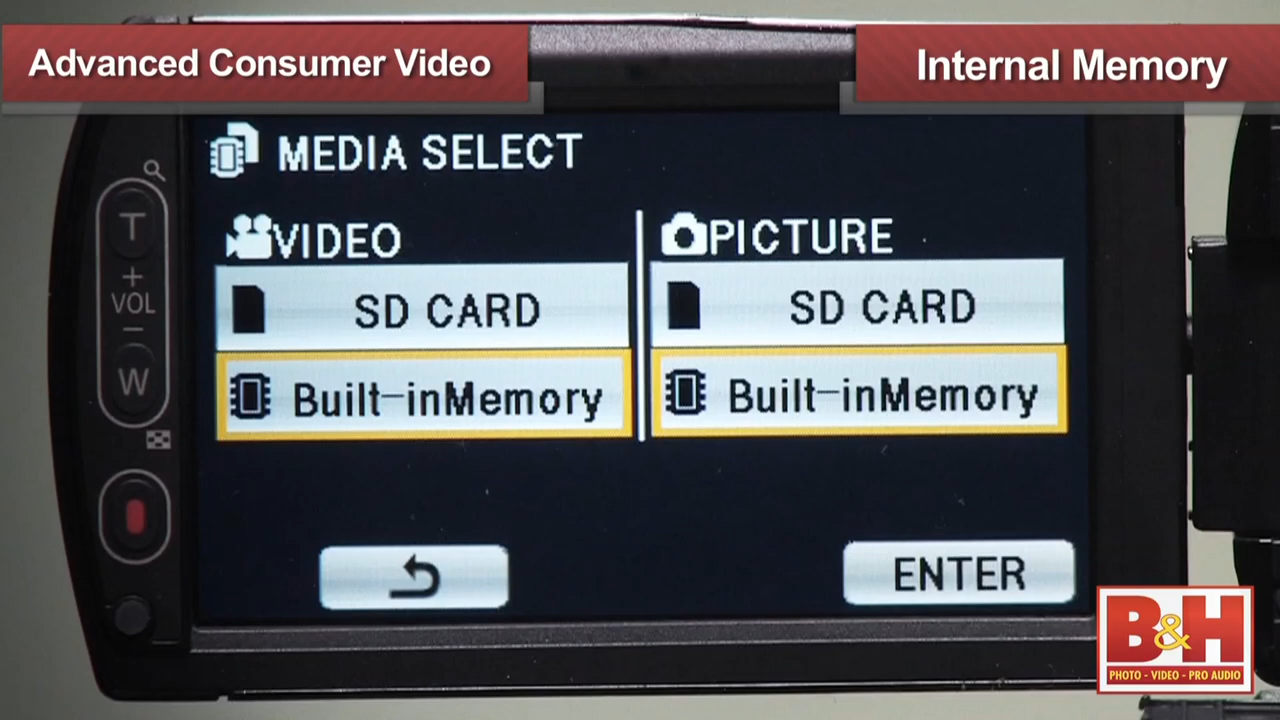 Advanced Consumer Video
Internal Memory
MEDIA SELECT
VIDEO
PICTURE
SD CARD
SD CARD
Built-inMemory
Built-inMemory
ENTER
T
+
VOL
−
W
B&H
PHOTO - VIDEO - PRO AUDIO